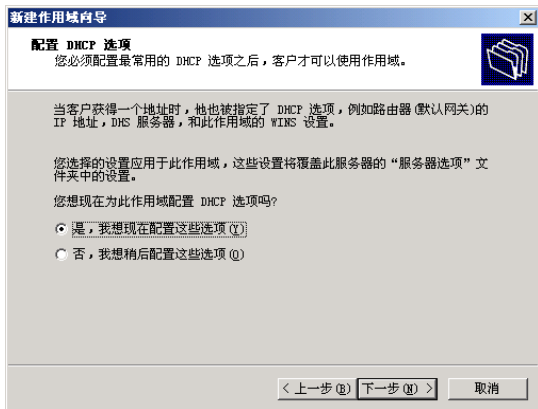 新建作用域向导
配置 DHCP 选项
您必须配置最常用的 DHCP 选项之后，客户才可以使用作用域。
当客户获得一个地址时，他也被指定了 DHCP 选项，例如路由器(默认网关)的
IP 地址，DNS 服务器，和此作用域的 WINS 设置。
您选择的设置应用于此作用域，这些设置将覆盖此服务器的“服务器选项”文
件夹中的设置。
您想现在为此作用域配置 DHCP 选项吗?
是，我想现在配置这些选项(Y)
否，我想稍后配置这些选项(O)
< 上一步(B)
下一步(N) >
取消